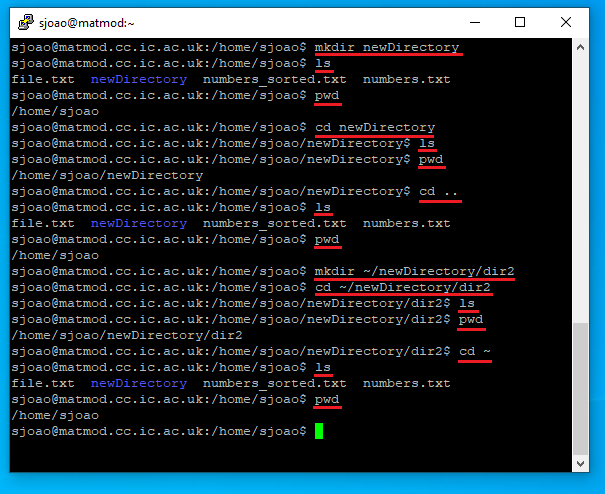 sjoao@matmod:~
sjoao@matmod.cc.ic.ac.uk:/home/sjoao$ mkdir newDirectory
sjoao@matmod.cc.ic.ac.uk:/home/sjoao$ ls
file.txt  newDirectory  numbers_sorted.txt  numbers.txt
sjoao@matmod.cc.ic.ac.uk:/home/sjoao$ pwd
/home/sjoao
sjoao@matmod.cc.ic.ac.uk:/home/sjoao$ cd newDirectory
sjoao@matmod.cc.ic.ac.uk:/home/sjoao/newDirectory$ ls
sjoao@matmod.cc.ic.ac.uk:/home/sjoao/newDirectory$ pwd
/home/sjoao/newDirectory
sjoao@matmod.cc.ic.ac.uk:/home/sjoao/newDirectory$ cd ..
sjoao@matmod.cc.ic.ac.uk:/home/sjoao$ ls
file.txt  newDirectory  numbers_sorted.txt  numbers.txt
sjoao@matmod.cc.ic.ac.uk:/home/sjoao$ pwd
/home/sjoao
sjoao@matmod.cc.ic.ac.uk:/home/sjoao$ mkdir ~/newDirectory/dir2
sjoao@matmod.cc.ic.ac.uk:/home/sjoao$ cd ~/newDirectory/dir2
sjoao@matmod.cc.ic.ac.uk:/home/sjoao/newDirectory/dir2$ ls
sjoao@matmod.cc.ic.ac.uk:/home/sjoao/newDirectory/dir2$ pwd
/home/sjoao/newDirectory/dir2
sjoao@matmod.cc.ic.ac.uk:/home/sjoao/newDirectory/dir2$ cd ~
sjoao@matmod.cc.ic.ac.uk:/home/sjoao$ ls
file.txt  newDirectory  numbers_sorted.txt  numbers.txt
sjoao@matmod.cc.ic.ac.uk:/home/sjoao$ pwd
/home/sjoao
sjoao@matmod.cc.ic.ac.uk:/home/sjoao$